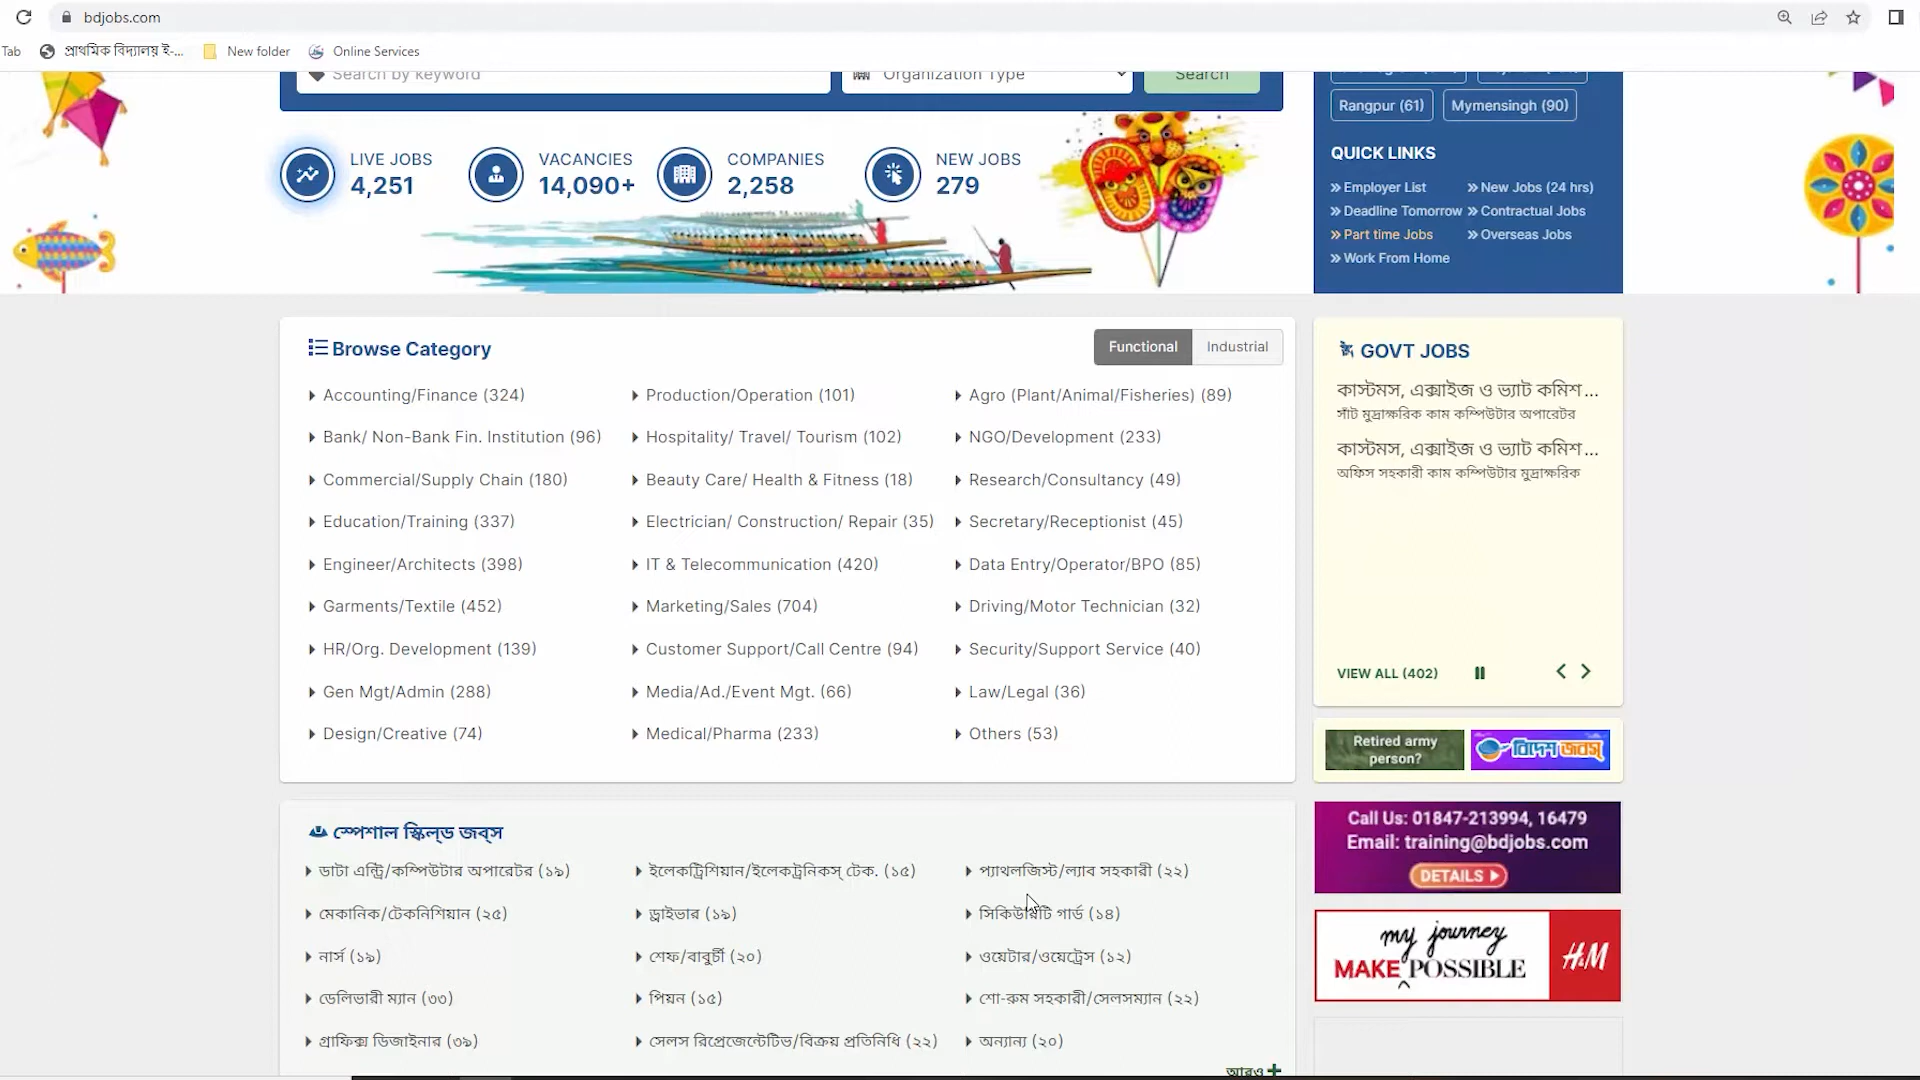 bdjobs.com
Tab
প্রাথমিক বিদ্যালয় ই-...
New folder
Online Services
Search by keyword
Organization Type
Search
Rangpur (61)
Mymensingh (90)
LIVE JOBS
4,251
VACANCIES
14,090+
COMPANIES
2,258
NEW JOBS
279
QUICK LINKS
Employer List
New Jobs (24 hrs)
Deadline Tomorrow
Contractual Jobs
Part time Jobs
Overseas Jobs
Work From Home
Browse Category
Functional
Industrial
Accounting/Finance (324)
Production/Operation (101)
Agro (Plant/Animal/Fisheries) (89)
Bank/ Non-Bank Fin. Institution (96)
Hospitality/ Travel/ Tourism (102)
NGO/Development (233)
Commercial/Supply Chain (180)
Beauty Care/ Health & Fitness (18)
Research/Consultancy (49)
Education/Training (337)
Electrician/ Construction/ Repair (35)
Secretary/Receptionist (45)
Engineer/Architects (398)
IT & Telecommunication (420)
Data Entry/Operator/BPO (85)
Garments/Textile (452)
Marketing/Sales (704)
Driving/Motor Technician (32)
HR/Org. Development (139)
Customer Support/Call Centre (94)
Security/Support Service (40)
Gen Mgt/Admin (288)
Media/Ad./Event Mgt. (66)
Law/Legal (36)
Design/Creative (74)
Medical/Pharma (233)
Others (53)
GOVT JOBS
কাস্টমস, এক্সাইজ ও ভ্যাট কমিশ...
সাঁট মুদ্রাক্ষরিক কাম কম্পিউটার অপারেটর
কাস্টমস, এক্সাইজ ও ভ্যাট কমিশ...
অফিস সহকারী কাম কম্পিউটার মুদ্রাক্ষরিক
VIEW ALL (402)
Retired army
person?
বিদেশ জবস্
Call Us: 01847-213994, 16479
Email: training@bdjobs.com
DETAILS
my journey
MAKE POSSIBLE
H&M
স্পেশাল স্কিল্‌ড জব্‌স
ডাটা এন্ট্রি/কম্পিউটার অপারেটর (১৯)
ইলেকট্রিশিয়ান/ইলেকট্রনিকস্ টেক. (১৫)
প্যাথলজিস্ট/ল্যাব সহকারী (২২)
মেকানিক/টেকনিশিয়ান (২৫)
ড্রাইভার (১৯)
সিকিউরিটি গার্ড (১৪)
নার্স (১৯)
শেফ/বাবুর্চী (২০)
ওয়েটার/ওয়েট্রেস (১২)
ডেলিভারী ম্যান (৩৩)
পিয়ন (১৫)
শো-রুম সহকারী/সেলসম্যান (২২)
গ্রাফিক্স ডিজাইনার (৩৯)
সেলস রিপ্রেজেন্টেটিভ/বিক্রয় প্রতিনিধি (২২)
অন্যান্য (২০)
আরও